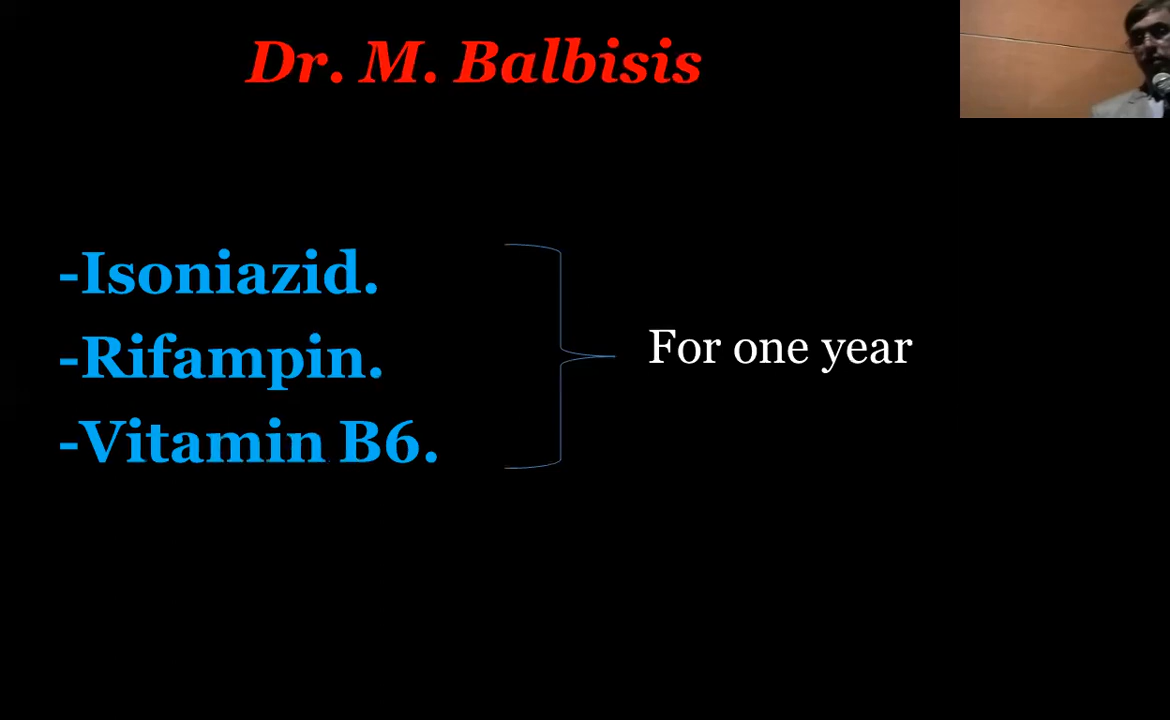 Dr. M. Balbisis
-Isoniazid.
-Rifampin.
-Vitamin B6.
For one year